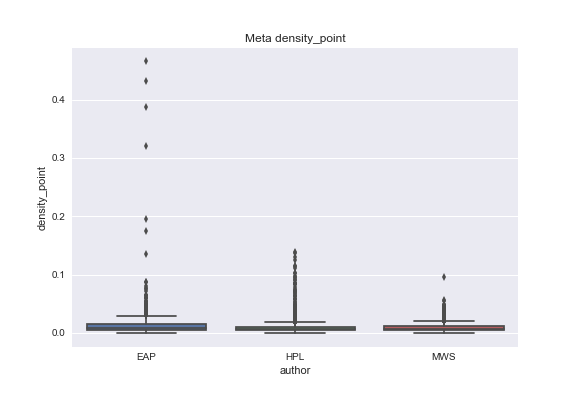 Meta density_point
0.4
0.3
0.2
0.1
0.0
density_point
EAP HPL MWS
author